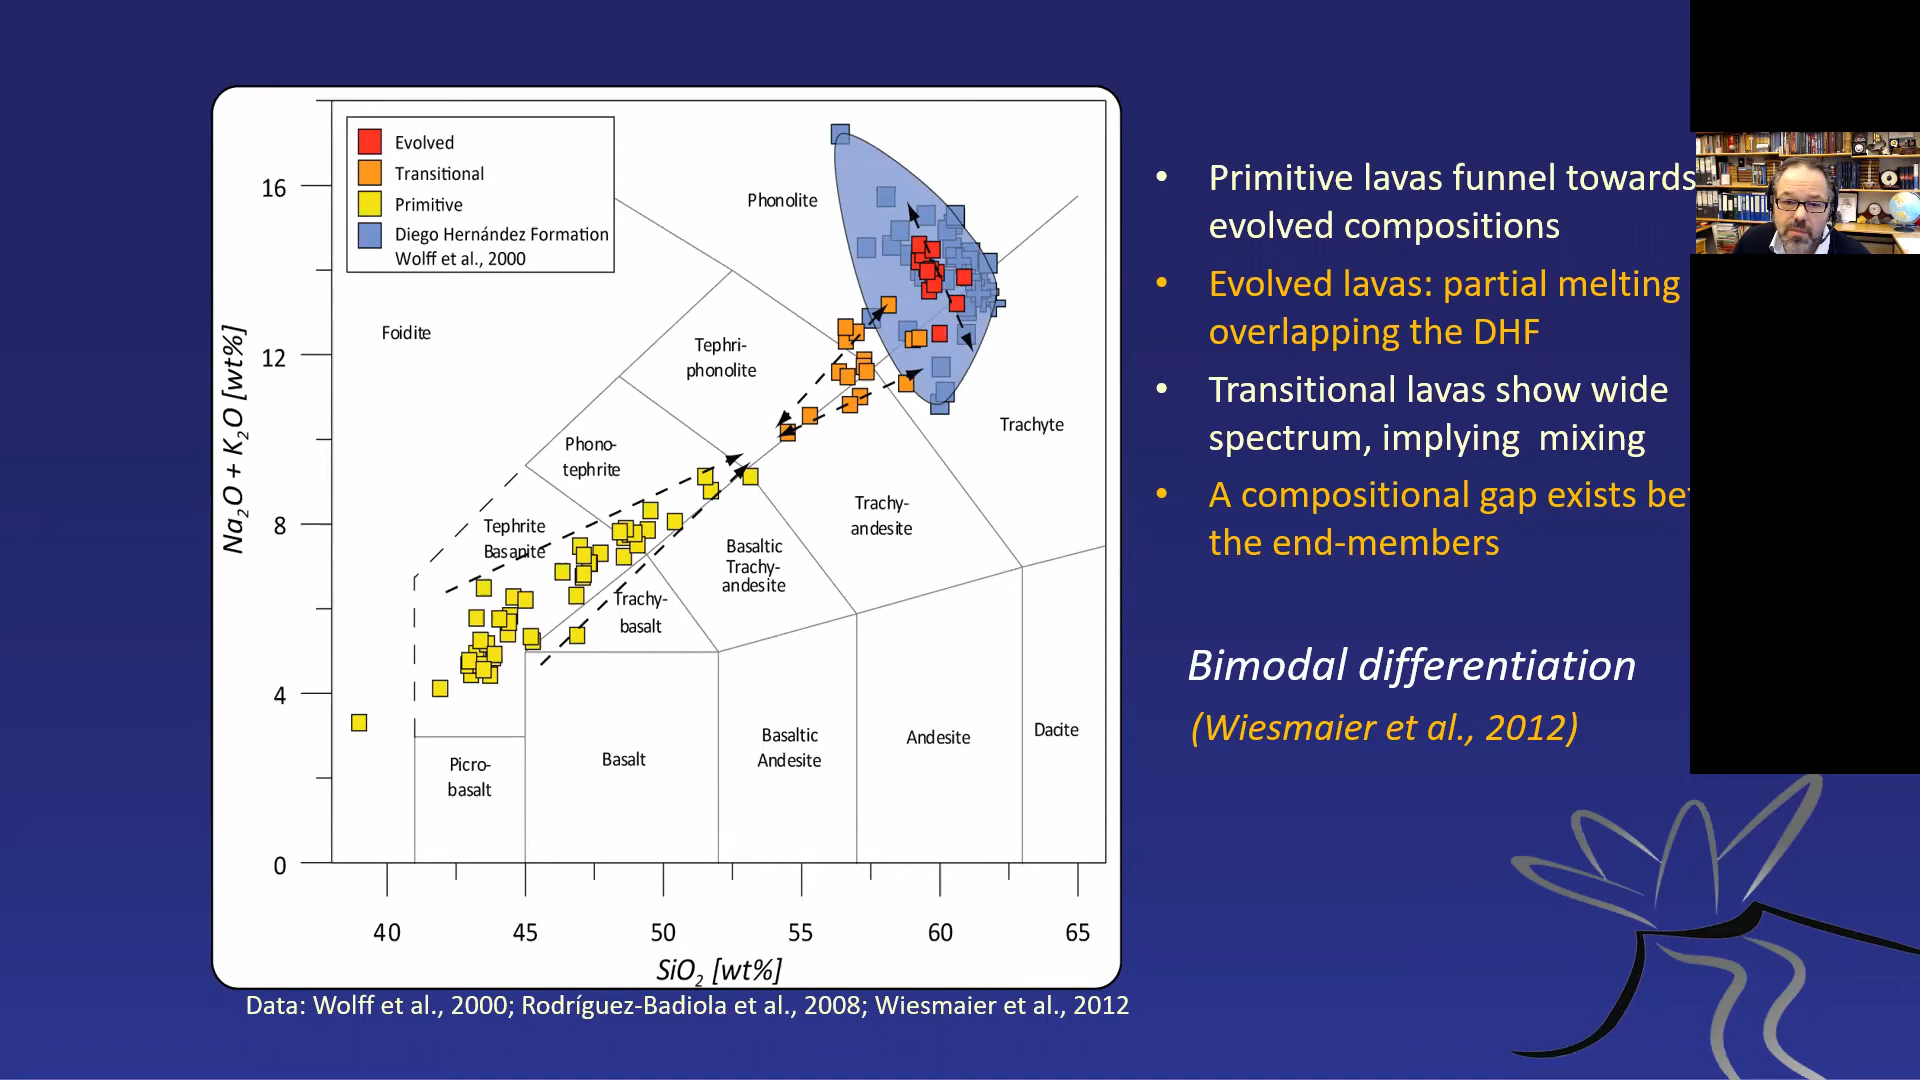 Evolved
Transitional
Primitive
Diego Hernández Formation
Wolff et al., 2000
16
12
8
4
0
Na2O + K2O [wt%]
40
45
50
55
60
65
SiO2 [wt%]
Phonolite
Foidite
Tephri-
phonolite
Trachyte
Phono-
tephrite
Trachy-
andesite
Tephrite
Basanite
Basaltic
Trachy-
andesite
Trachy-
basalt
Picro-
basalt
Basalt
Basaltic
Andesite
Andesite
Dacite
Data: Wolff et al., 2000; Rodríguez-Badiola et al., 2008; Wiesmaier et al., 2012
• Primitive lavas funnel towards
evolved compositions
• Evolved lavas: partial melting
overlapping the DHF
• Transitional lavas show wide
spectrum, implying mixing
• A compositional gap exists
the end-members
Bimodal differentiation
(Wiesmaier et al., 2012)